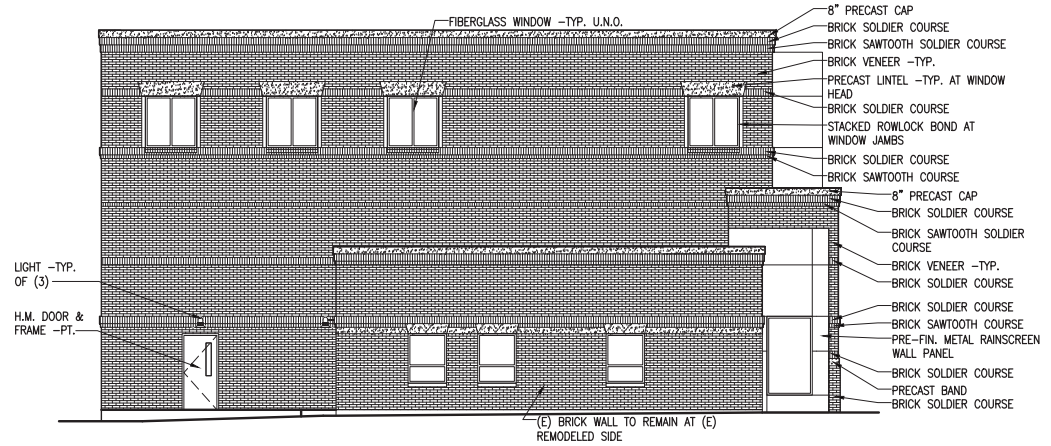 FIBERGLASS WINDOW -TYP. U.N.O.
8" PRECAST CAP
BRICK SOLDIER COURSE
BRICK SAWTOOTH SOLDIER COURSE
BRICK VENEER -TYP.
PRECAST LINTEL -TYP. AT WINDOW
HEAD
BRICK SOLDIER COURSE
STACKED ROWLOCK BOND AT
WINDOW JAMBS
BRICK SOLDIER COURSE
BRICK SAWTOOTH COURSE
8" PRECAST CAP
BRICK SOLDIER COURSE
BRICK SAWTOOTH SOLDIER
COURSE
BRICK VENEER -TYP.
BRICK SOLDIER COURSE
BRICK SOLDIER COURSE
BRICK SAWTOOTH COURSE
PRE-FIN. METAL RAINSCREEN
WALL PANEL
BRICK SOLDIER COURSE
PRECAST BAND
BRICK SOLDIER COURSE
LIGHT -TYP.
OF (3)
H.M. DOOR &
FRAME -PT.
(E) BRICK WALL TO REMAIN AT (E)
REMODELED SIDE